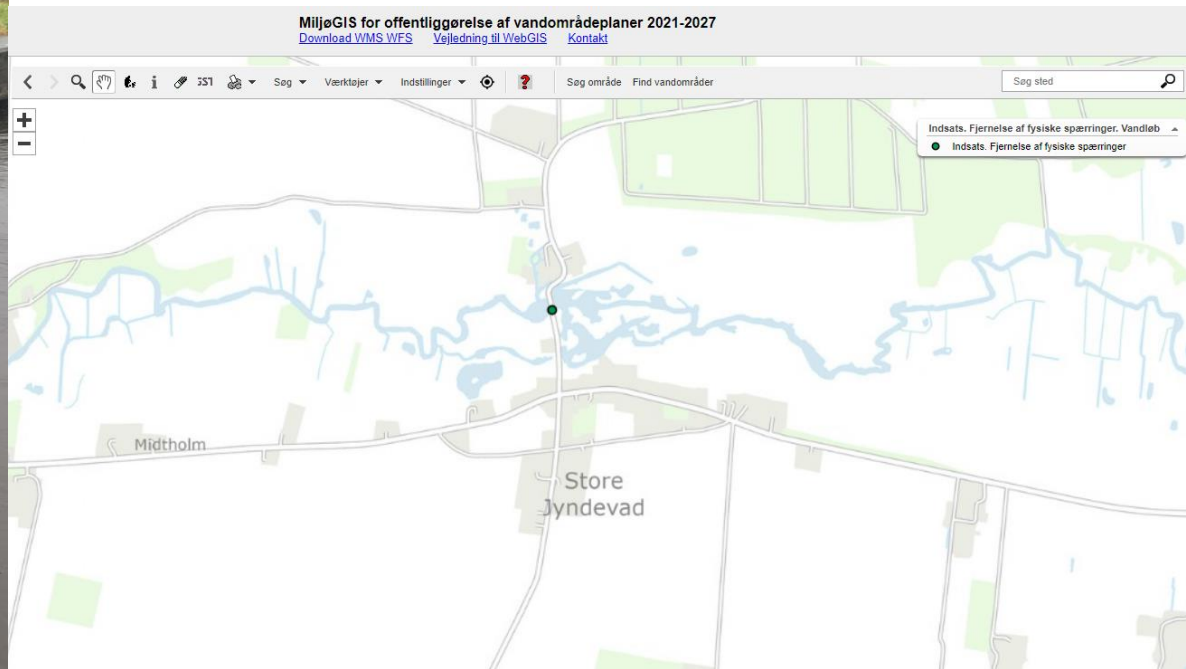 MiljøGIS for offentliggørelse af vandområdeplaner 2021-2027
Download WMS WFS Vejledning til WebGIS Kontakt
Søg Værktøjer Indstillinger Søg område Find vandområder Søg sted
Indsats. Fjernelse af fysiske spærringer. Vandløb
Indsats. Fjernelse af fysiske spærringer
Midtholm
Store
Jyndevad